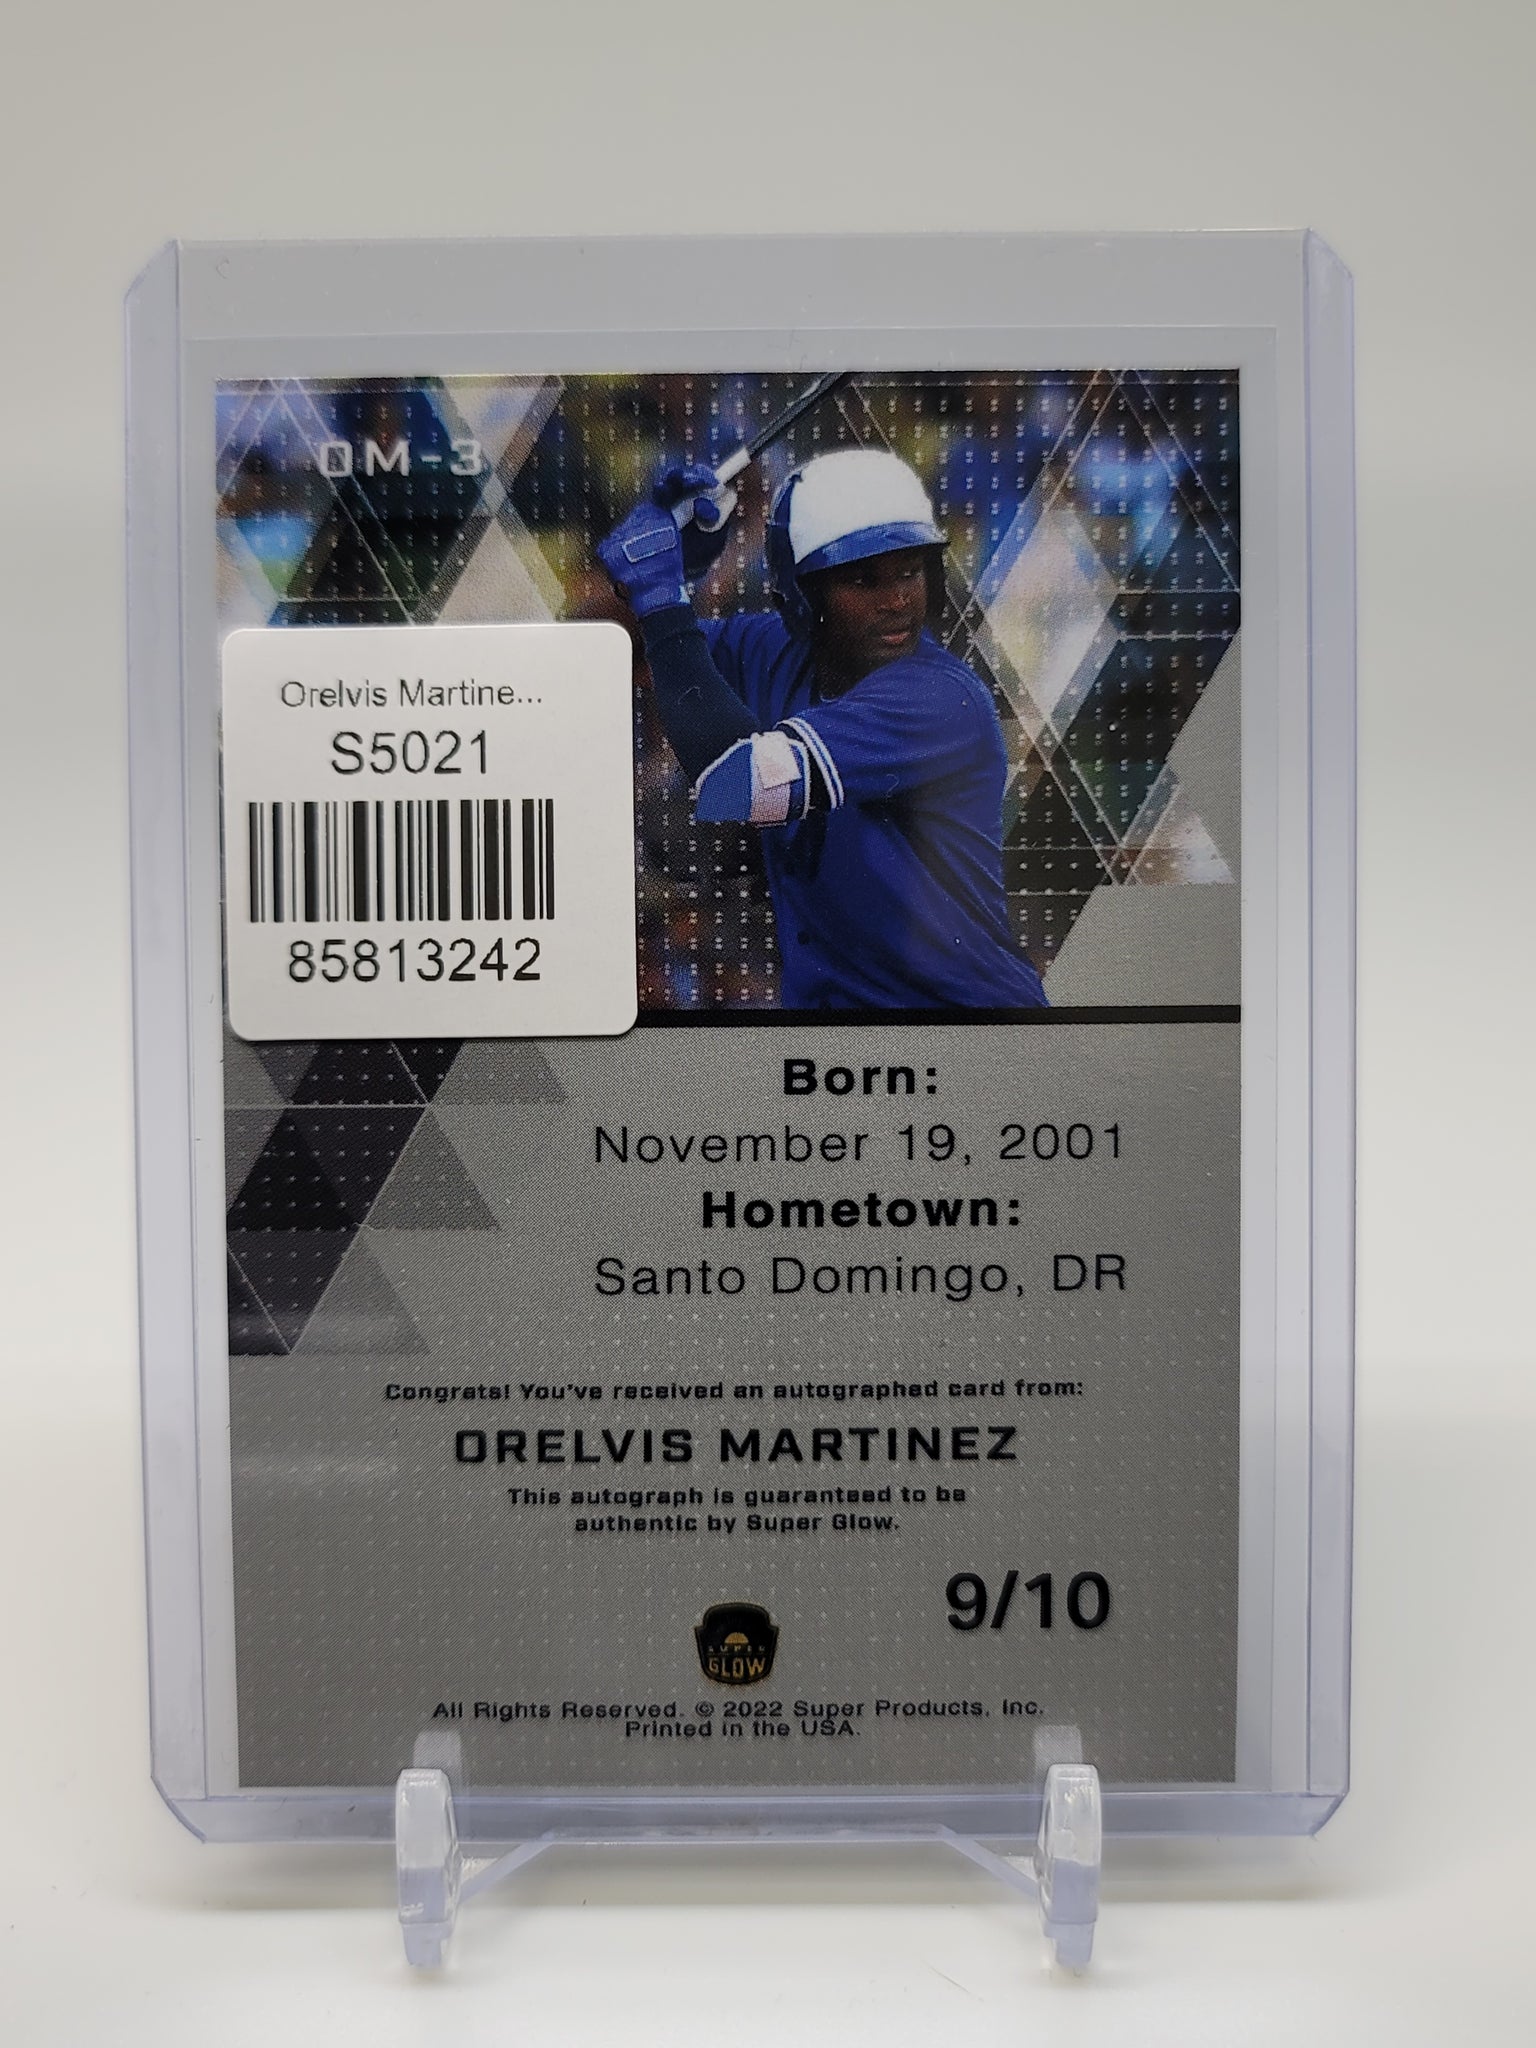 OM-3
Orelvis Martine...
S5021
85813242
Born:
November 19, 2001
Hometown:
Santo Domingo, DR
Congrats! You've received an autographed card from:
ORELVIS MARTINEZ
This autograph is guaranteed to be
authentic by Super Glow.
9/10
SUPER
GLOW
All Rights Reserved. © 2022 Super Products, Inc.
Printed in the USA.